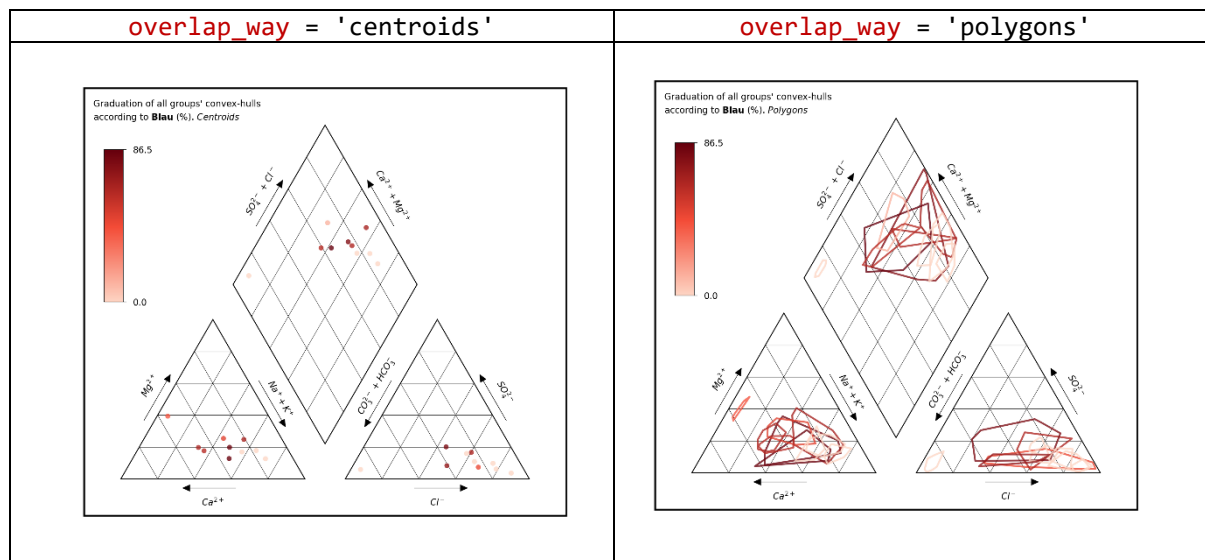 overlap_way = 'centroids'
overlap_way = 'polygons'
Graduation of all groups' convex-hulls
according to Blau (%). Centroids
86.5
0.0
SO₄²⁻ + Cl⁻
Ca²⁺ + Mg²⁺
Mg²⁺
Na⁺ + K⁺
CO₃²⁻ + HCO₃⁻
SO₄²⁻
Ca²⁺
Cl⁻
Graduation of all groups' convex-hulls
according to Blau (%). Polygons
86.5
0.0
SO₄²⁻ + Cl⁻
Ca²⁺ + Mg²⁺
Mg²⁺
Na⁺ + K⁺
CO₃²⁻ + HCO₃⁻
SO₄²⁻
Ca²⁺
Cl⁻